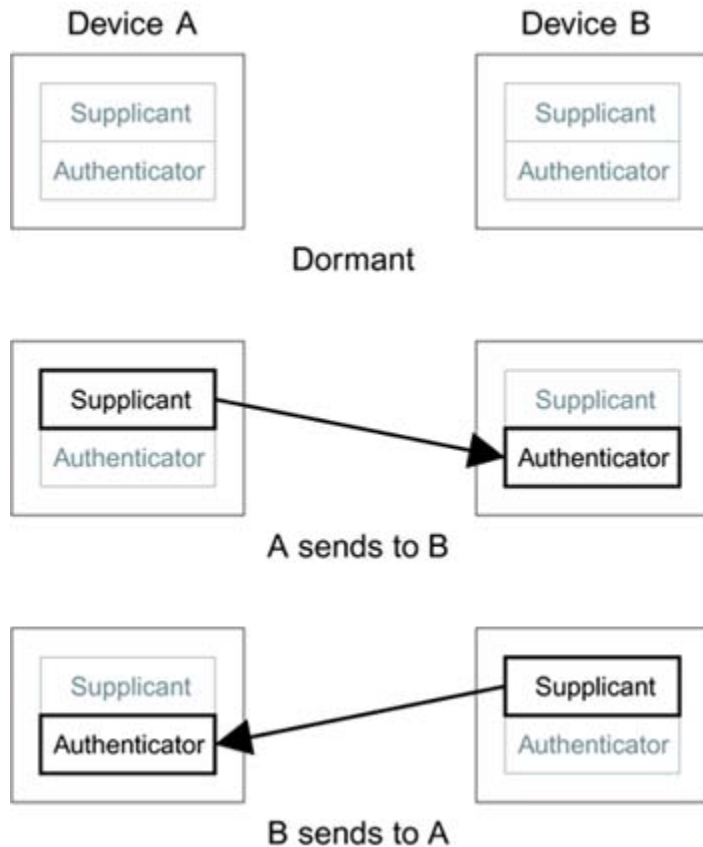 Device A
Device B
Supplicant
Authenticator
Supplicant
Authenticator
Dormant
Supplicant
Authenticator
Supplicant
Authenticator
A sends to B
Supplicant
Authenticator
Supplicant
Authenticator
B sends to A